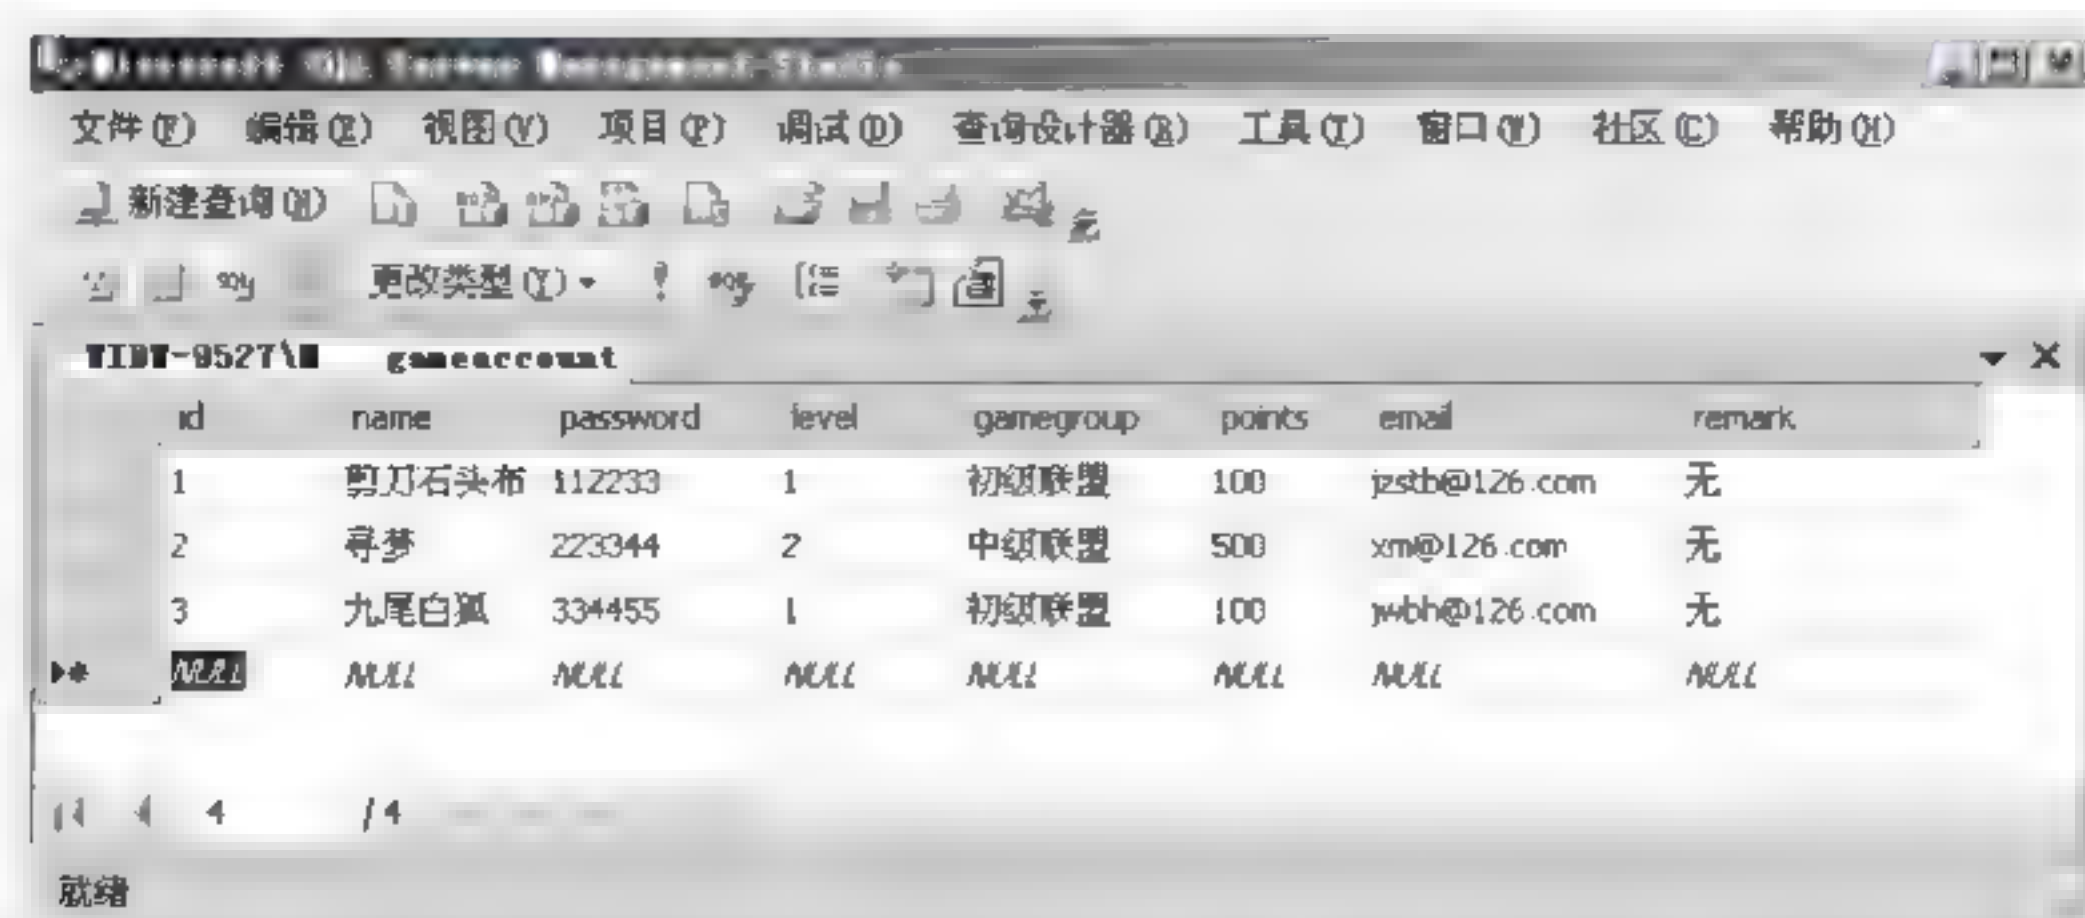 Microsoft SQL Server Management Studio
文件(F) 编辑(E) 视图(V) 项目(P) 调试(D) 查询设计器(R) 工具(T) 窗口(W) 社区(C) 帮助(H)
新建查询(N)
更改类型(Y)
gameaccount
id name password level gamegroup points email remark
1 剪刀石头布 112233 1 初级联盟 100 jzstb@126.com 无
2 寻梦 223344 2 中级联盟 500 xm@126.com 无
3 九尾白狐 334455 1 初级联盟 100 jwbh@126.com 无
NULL NULL NULL NULL NULL NULL NULL NULL
4 / 4
就绪